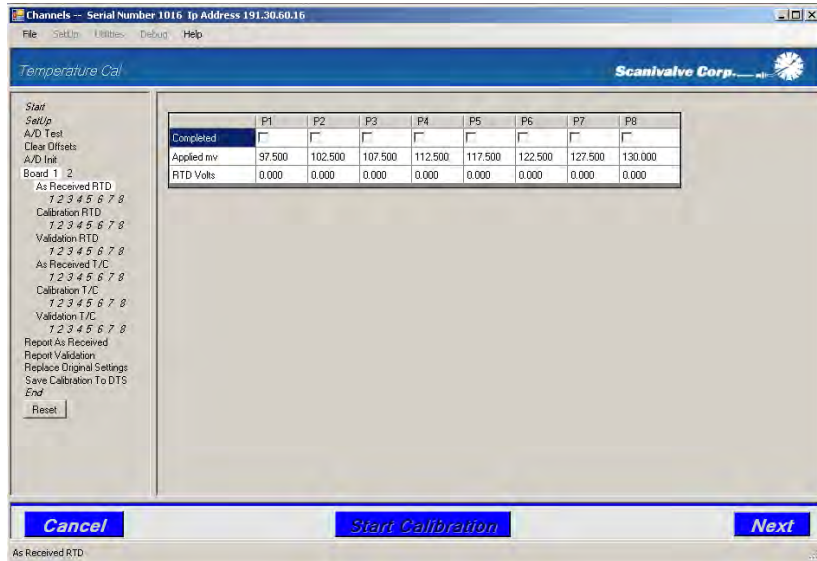 Channels -- Serial Number 1016 Ip Address 191.30.60.16
File SetUp Utilities Debug Help
Temperature Cal
Scanivalve Corp.
Start
SetUp
A/D Test
Clear Offsets
A/D Init
Board 1 2
As Received RTD
1 2 3 4 5 6 7 8
Calibration RTD
1 2 3 4 5 6 7 8
Validation RTD
1 2 3 4 5 6 7 8
As Received T/C
1 2 3 4 5 6 7 8
Calibration T/C
1 2 3 4 5 6 7 8
Validation T/C
1 2 3 4 5 6 7 8
Report As Received
Report Validation
Replace Original Settings
Save Calibration To DTS
End
Reset
P1 P2 P3 P4 P5 P6 P7 P8
Completed
Applied mv 97.500 102.500 107.500 112.500 117.500 122.500 127.500 130.000
RTD Volts 0.000 0.000 0.000 0.000 0.000 0.000 0.000 0.000
Cancel Start Calibration Next
As Received RTD